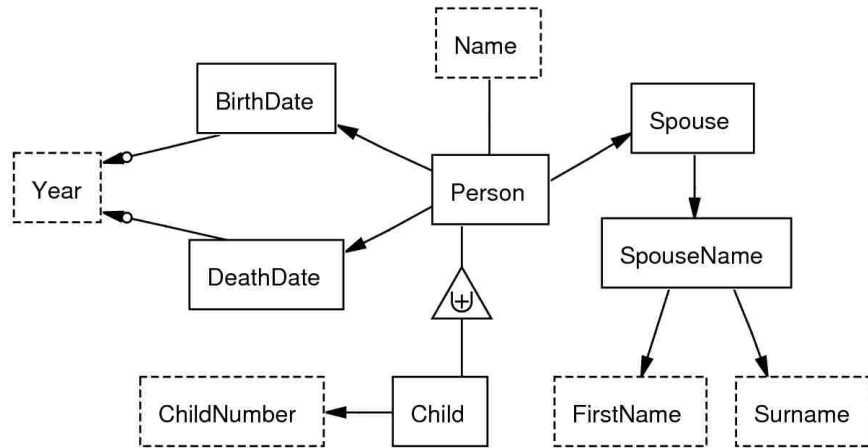 Name
BirthDate
Spouse
Year
Person
SpouseName
DeathDate
ChildNumber
Child
FirstName
Surname